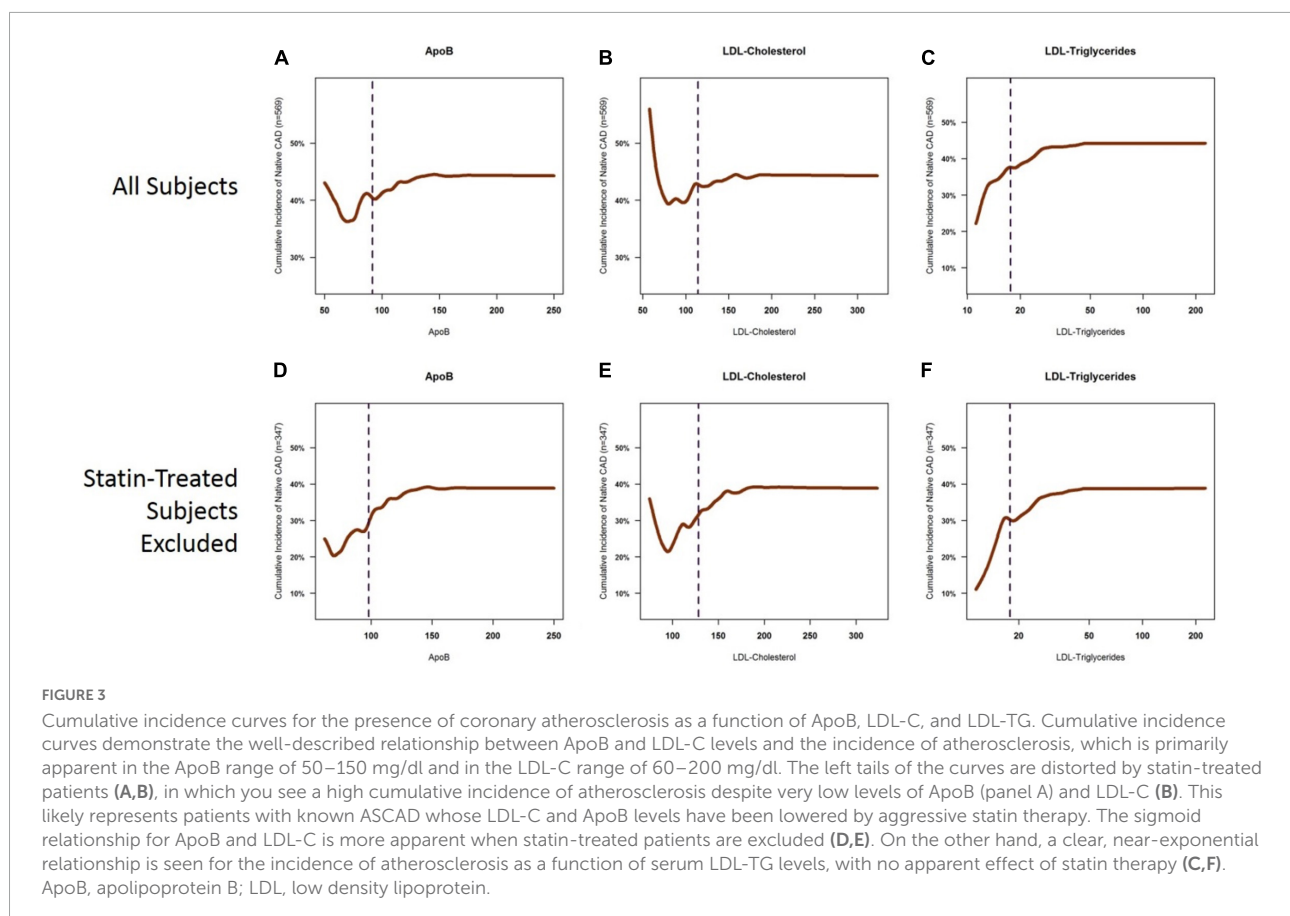 A
ApoB
Cumulative Incidence of Native CAD (n=569)
50%
40%
30%
50
100
150
200
250
ApoB
B
LDL-Cholesterol
Cumulative Incidence of Native CAD (n=569)
50%
40%
30%
50
100
150
200
250
300
LDL-Cholesterol
C
LDL-Triglycerides
Cumulative Incidence of Native CAD (n=569)
50%
40%
30%
20%
10%
10
20
50
100
200
LDL-Triglycerides
All Subjects
D
ApoB
Cumulative Incidence of Native CAD (n=347)
50%
40%
30%
20%
10%
100
150
200
250
ApoB
E
LDL-Cholesterol
Cumulative Incidence of Native CAD (n=347)
50%
40%
30%
20%
10%
100
150
200
250
300
LDL-Cholesterol
F
LDL-Triglycerides
Cumulative Incidence of Native CAD (n=347)
50%
40%
30%
20%
10%
20
50
100
200
LDL-Triglycerides
Statin-Treated
Subjects
Excluded
FIGURE 3
Cumulative incidence curves for the presence of coronary atherosclerosis as a function of ApoB, LDL-C, and LDL-TG. Cumulative incidence
curves demonstrate the well-described relationship between ApoB and LDL-C levels and the incidence of atherosclerosis, which is primarily
apparent in the ApoB range of 50–150 mg/dl and in the LDL-C range of 60–200 mg/dl. The left tails of the curves are distorted by statin-treated
patients (A,B), in which you see a high cumulative incidence of atherosclerosis despite very low levels of ApoB (panel A) and LDL-C (B). This
likely represents patients with known ASCAD whose LDL-C and ApoB levels have been lowered by aggressive statin therapy. The sigmoid
relationship for ApoB and LDL-C is more apparent when statin-treated patients are excluded (D,E). On the other hand, a clear, near-exponential
relationship is seen for the incidence of atherosclerosis as a function of serum LDL-TG levels, with no apparent effect of statin therapy (C,F).
ApoB, apolipoprotein B; LDL, low density lipoprotein.